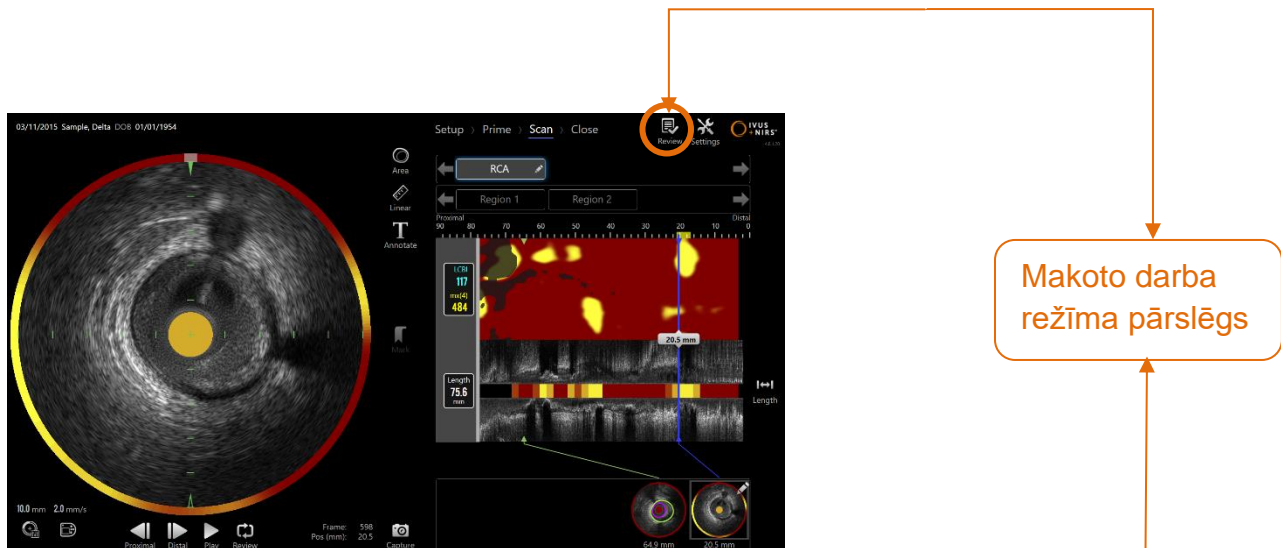 03/11/2015 Sample, Delta DOB 01/01/1954
Setup Prime Scan Close
Review
Settings
IVUS
+NIRS
Area
RCA
Linear
Region 1 Region 2
Annotate
Proximal Distal
90 80 70 60 50 40 30 20 10 0
LCBI
117
mx(4)
484
Makoto darba
režīma pārslēgs
Mark
20.5 mm
Length
75.6
mm
Length
10.0 mm 2.0 mm/s
Proximal Distal Play Review
Frame: 598
Pos (mm): 20.5
Capture
64.9 mm 20.5 mm